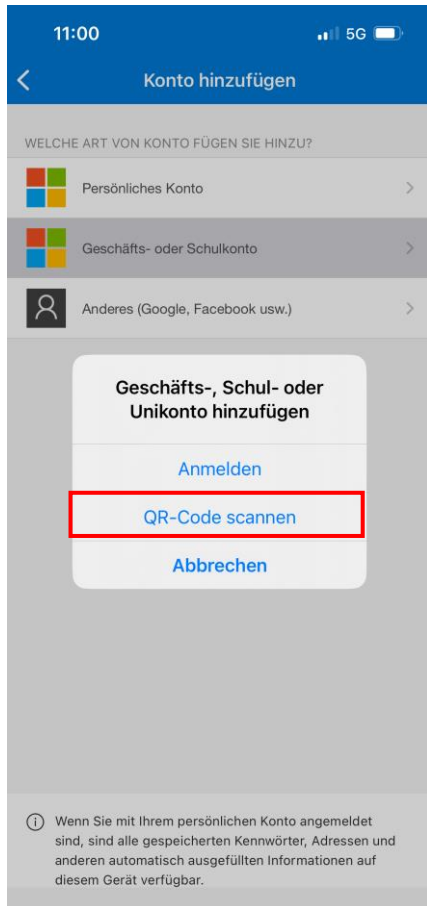 11:00
5G
Konto hinzufügen
WELCHE ART VON KONTO FÜGEN SIE HINZU?
Persönliches Konto
Geschäfts- oder Schulkonto
Anderes (Google, Facebook usw.)
Geschäfts-, Schul- oder
Unikonto hinzufügen
Anmelden
QR-Code scannen
Abbrechen
Wenn Sie mit Ihrem persönlichen Konto angemeldet
sind, sind alle gespeicherten Kennwörter, Adressen und
anderen automatisch ausgefüllten Informationen auf
diesem Gerät verfügbar.